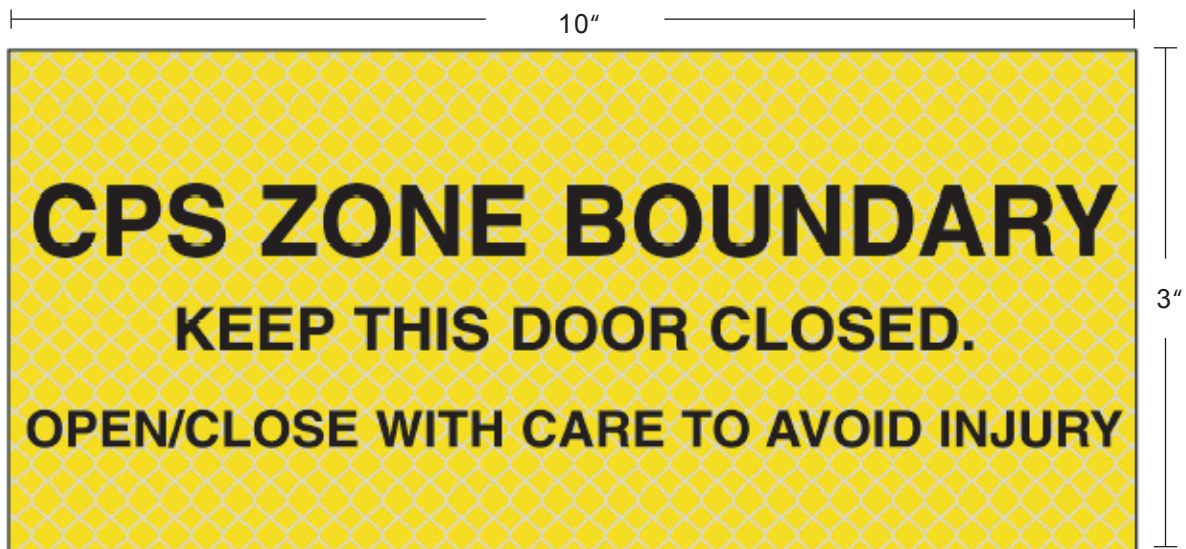 10“
CPS ZONE BOUNDARY
KEEP THIS DOOR CLOSED.
3“
OPEN/CLOSE WITH CARE TO AVOID INJURY